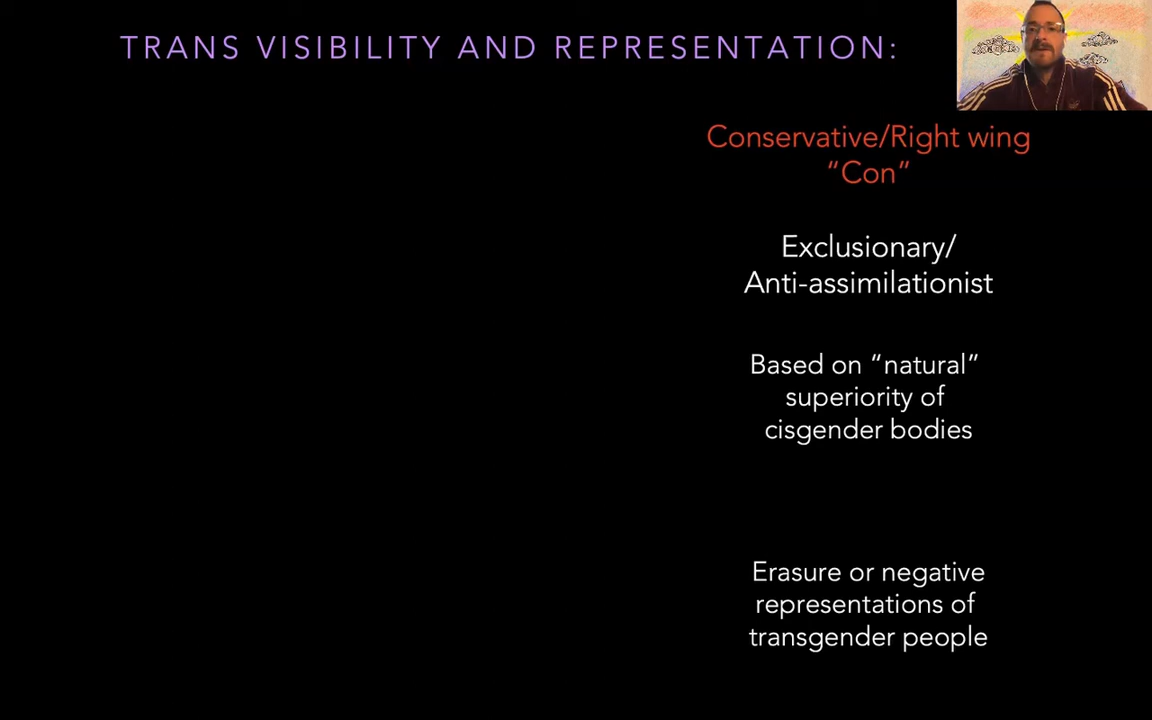 TRANS VISIBILITY AND REPRESENTATION:
Conservative/Right wing
“Con”
Exclusionary/
Anti-assimilationist
Based on “natural”
superiority of
cisgender bodies
Erasure or negative
representations of
transgender people